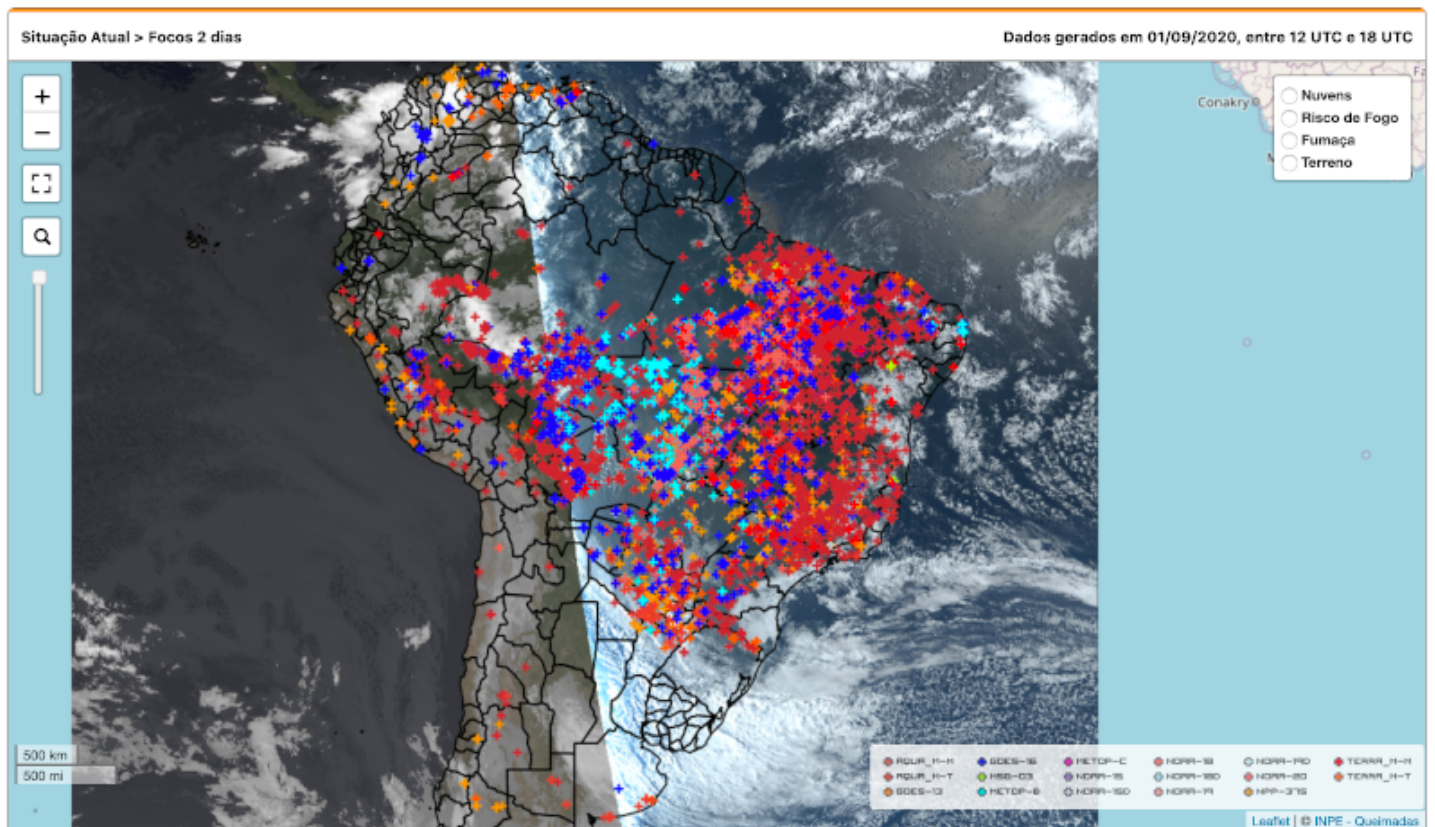 Situação Atual > Focos 2 dias
Dados gerados em 01/09/2020, entre 12 UTC e 18 UTC
+
−
Conakry
Nuvens
Risco de Fogo
Fumaça
Terreno
500 km
500 mi
AQUA_M-M GOES-16 METOP-C NOAA-18 NOAA-19D TERRA_M-M
AQUA_M-T MSG-03 NOAA-15 NOAA-18D NOAA-20 TERRA_M-T
GOES-13 METOP-B NOAA-15D NOAA-19 NPP-375
Leaflet | © INPE - Queimadas